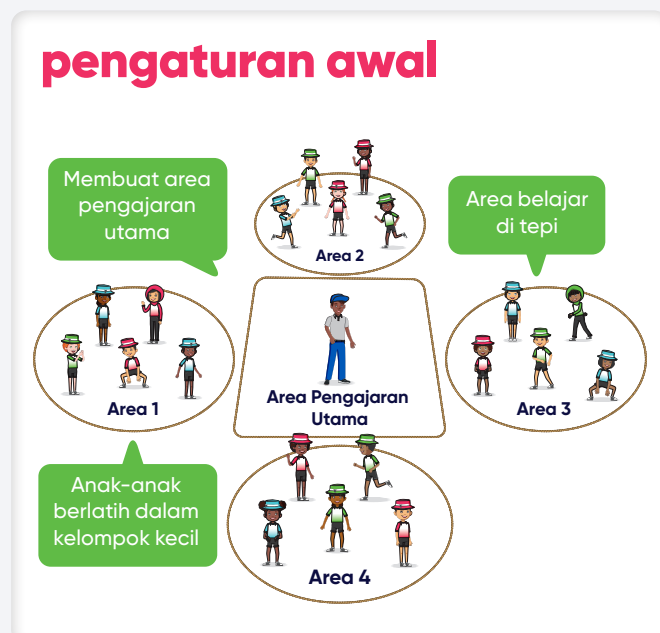 pengaturan awal
Membuat area
pengajaran
utama
Area belajar
di tepi
Area 2
Area 1
Area Pengajaran
Utama
Area 3
Anak-anak
berlatih dalam
kelompok kecil
Area 4